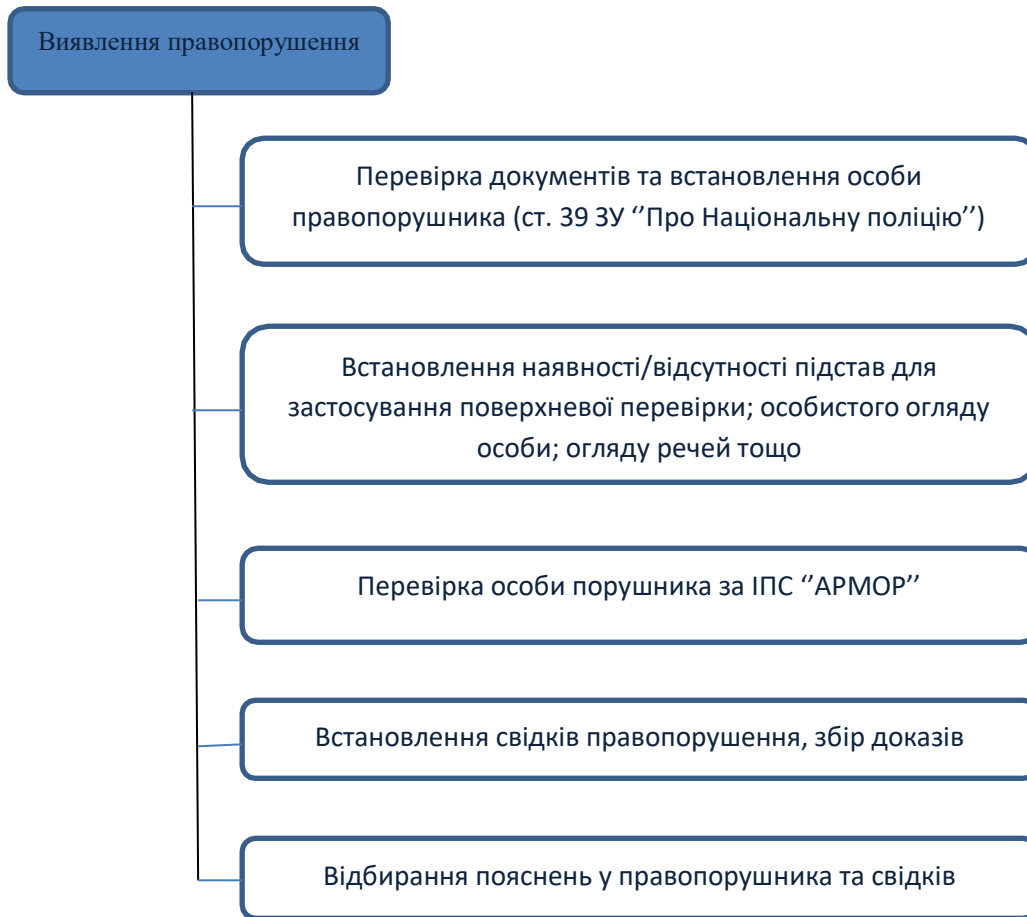 Виявлення правопорушення
Перевірка документів та встановлення особи
правопорушника (ст. 39 ЗУ ‘‘Про Національну поліцію’’)
Встановлення наявності/відсутності підстав для
застосування поверхневої перевірки; особистого огляду
особи; огляду речей тощо
Перевірка особи порушника за ІПС ‘‘АРМОР’’
Встановлення свідків правопорушення, збір доказів
Відбирання пояснень у правопорушника та свідків